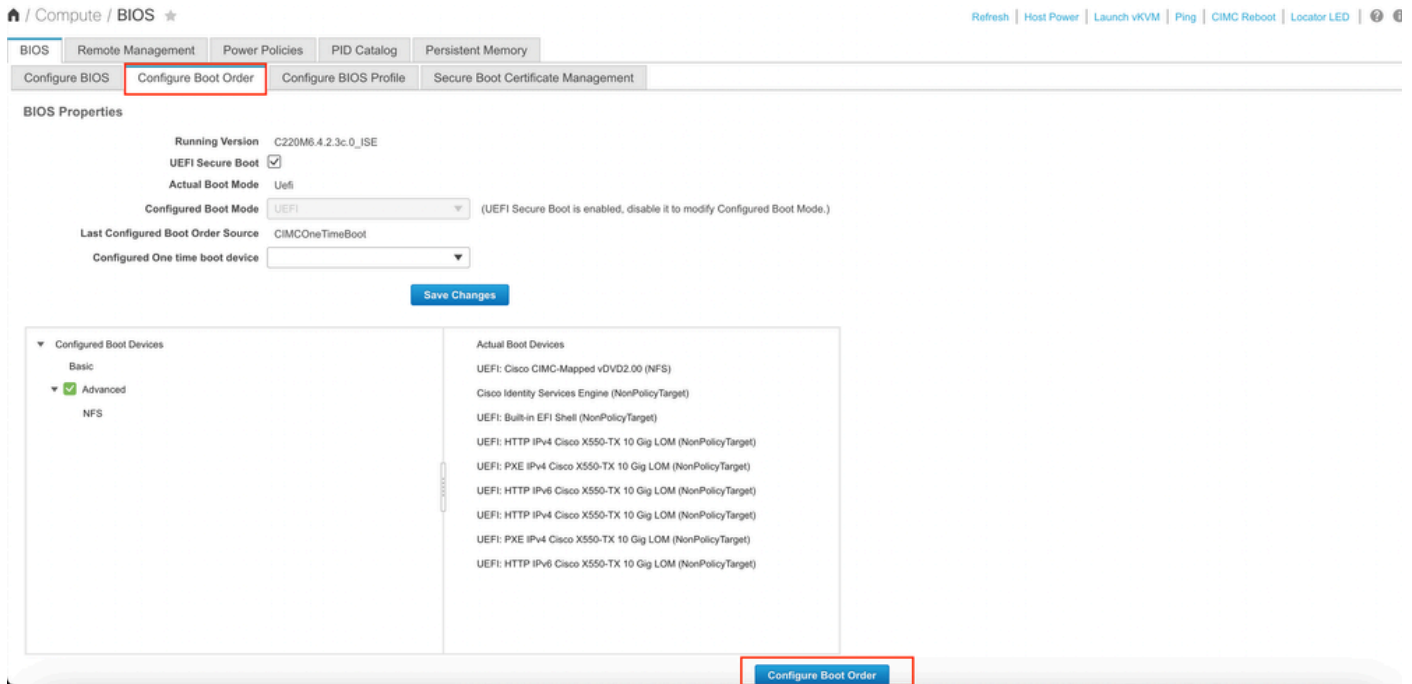 / Compute / BIOS ★
Refresh | Host Power | Launch vKVM | Ping | CIMC Reboot | Locator LED | ?
BIOS Remote Management Power Policies PID Catalog Persistent Memory
Configure BIOS Configure Boot Order Configure BIOS Profile Secure Boot Certificate Management
BIOS Properties
Running Version C220M6.4.2.3c.0_ISE
UEFI Secure Boot
Actual Boot Mode Uefi
Configured Boot Mode UEFI (UEFI Secure Boot is enabled, disable it to modify Configured Boot Mode.)
Last Configured Boot Order Source CIMCOneTimeBoot
Configured One time boot device
Save Changes
Configured Boot Devices
Basic
Advanced
NFS
Actual Boot Devices
UEFI: Cisco CIMC-Mapped vDVD2.00 (NFS)
Cisco Identity Services Engine (NonPolicyTarget)
UEFI: Built-in EFI Shell (NonPolicyTarget)
UEFI: HTTP IPv4 Cisco X550-TX 10 Gig LOM (NonPolicyTarget)
UEFI: PXE IPv4 Cisco X550-TX 10 Gig LOM (NonPolicyTarget)
UEFI: HTTP IPv6 Cisco X550-TX 10 Gig LOM (NonPolicyTarget)
UEFI: HTTP IPv4 Cisco X550-TX 10 Gig LOM (NonPolicyTarget)
UEFI: PXE IPv4 Cisco X550-TX 10 Gig LOM (NonPolicyTarget)
UEFI: HTTP IPv6 Cisco X550-TX 10 Gig LOM (NonPolicyTarget)
Configure Boot Order